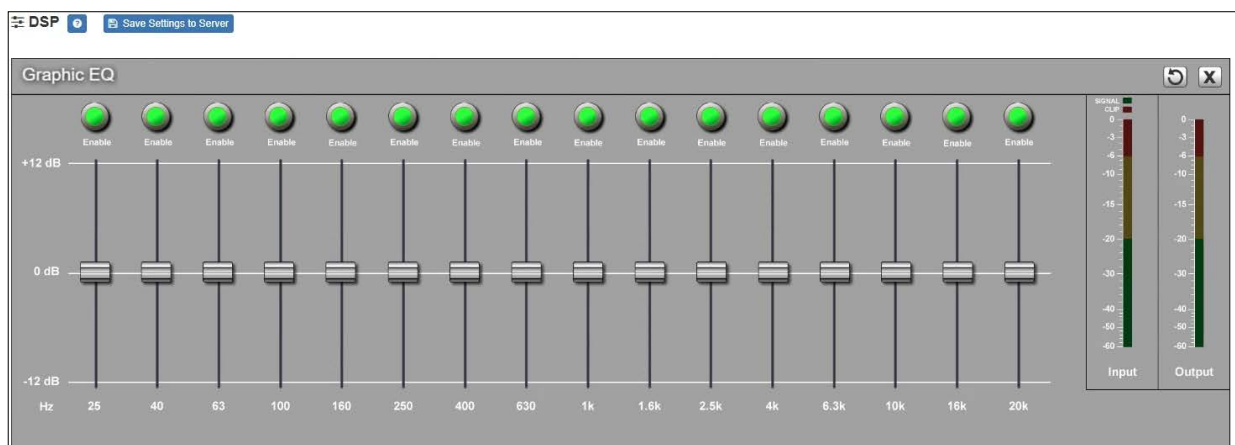 DSP ? Save Settings to Server
Graphic EQ X
Enable Enable Enable Enable Enable Enable Enable Enable Enable Enable Enable Enable Enable Enable Enable Enable
SIGNAL
CLIP
+12 dB
0 dB
-12 dB
Hz 25 40 63 100 160 250 400 630 1k 1.6k 2.5k 4k 6.3k 10k 16k 20k
0 0
-3 -3
-6 -6
-10 -10
-15 -15
-20 -20
-30 -30
-40 -40
-50 -50
-60 -60
Input Output